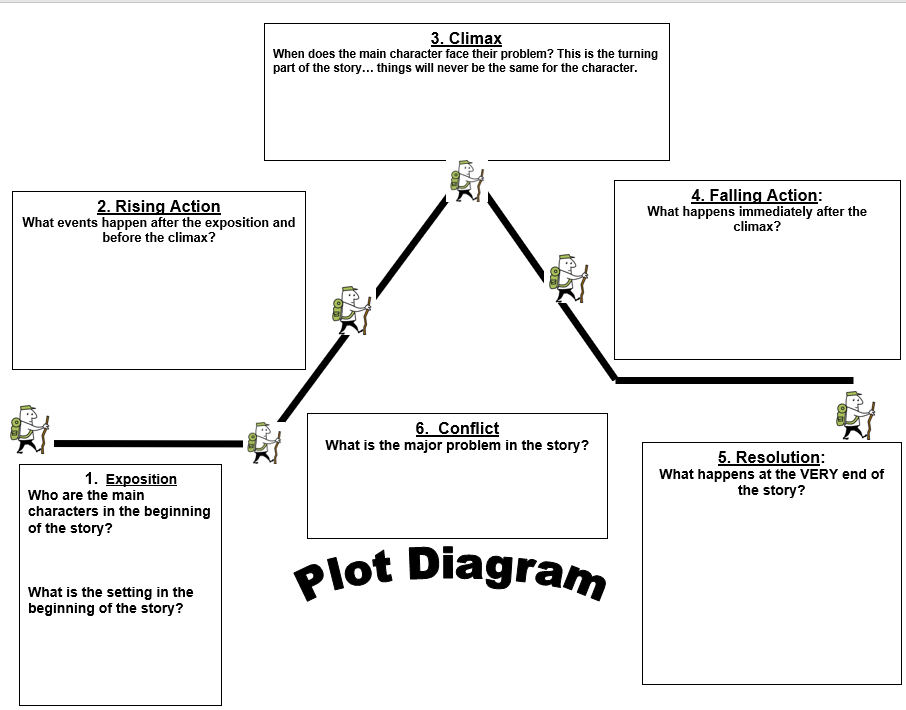 3. Climax
When does the main character face their problem? This is the turning
part of the story… things will never be the same for the character.
2. Rising Action
What events happen after the exposition and
before the climax?
4. Falling Action:
What happens immediately after the
climax?
1. Exposition
Who are the main
characters in the beginning
of the story?
What is the setting in the
beginning of the story?
6. Conflict
What is the major problem in the story?
5. Resolution:
What happens at the VERY end of
the story?
Plot Diagram